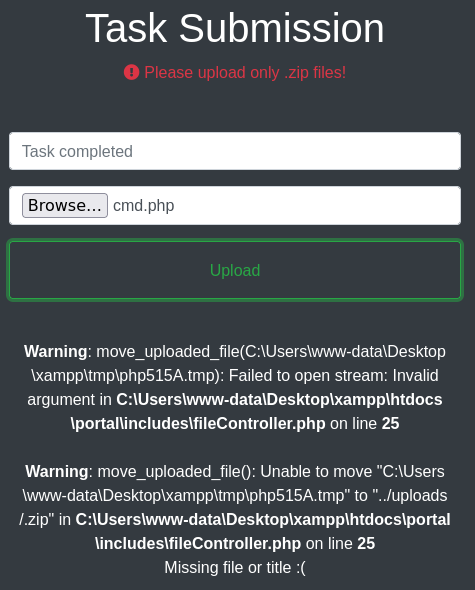 Task Submission
Please upload only .zip files!
Task completed
Browse... cmd.php
Upload
Warning: move_uploaded_file(C:\Users\www-data\Desktop
\xampp\tmp\php515A.tmp): Failed to open stream: Invalid
argument in C:\Users\www-data\Desktop\xampp\htdocs
\portal\includes\fileController.php on line 25
Warning: move_uploaded_file(): Unable to move "C:\Users
\www-data\Desktop\xampp\tmp\php515A.tmp" to "../uploads
/.zip" in C:\Users\www-data\Desktop\xampp\htdocs\portal
\includes\fileController.php on line 25
Missing file or title :(